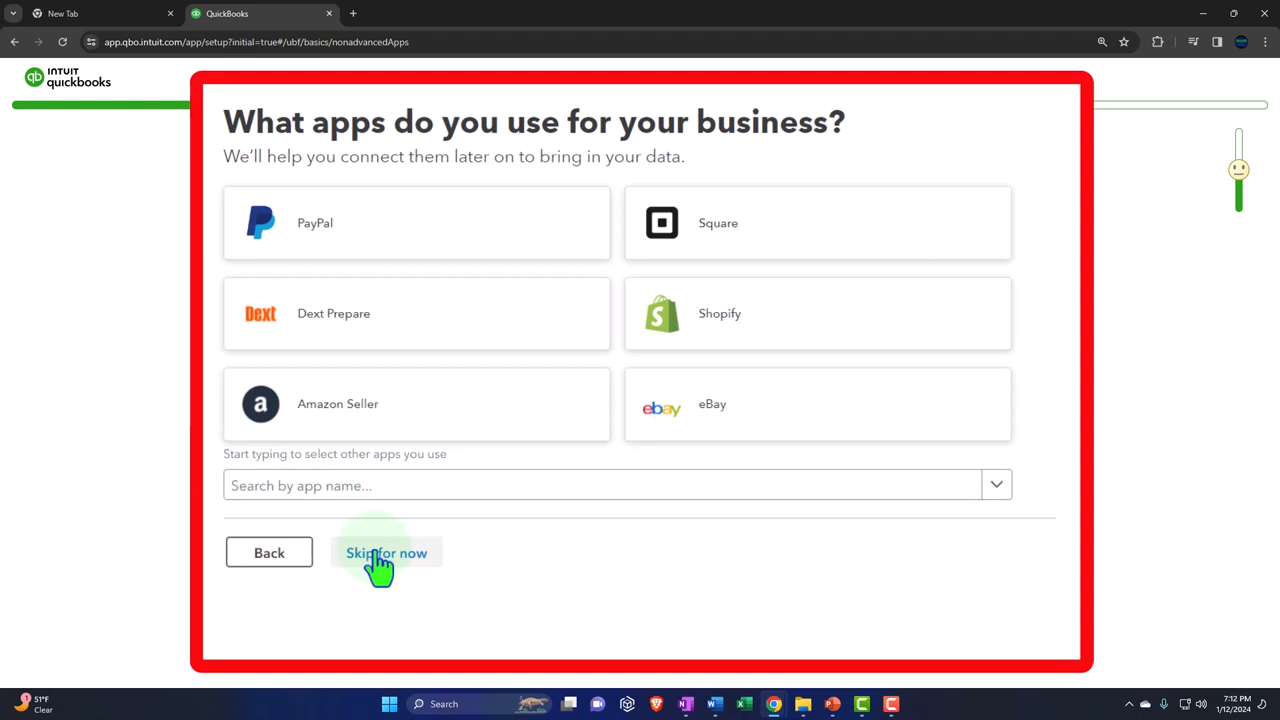 New Tab
QuickBooks
app.qbo.intuit.com/app/setup?initial=true#/ubf/basics/nonadvancedApps
qb INTUIT
quickbooks
What apps do you use for your business?
We'll help you connect them later on to bring in your data.
PayPal
Square
Dext Dext Prepare
Shopify
a Amazon Seller
ebay eBay
Start typing to select other apps you use
Search by app name...
Back
Skip for now
1
51°F
Clear
Search
7:12 PM
1/12/2024